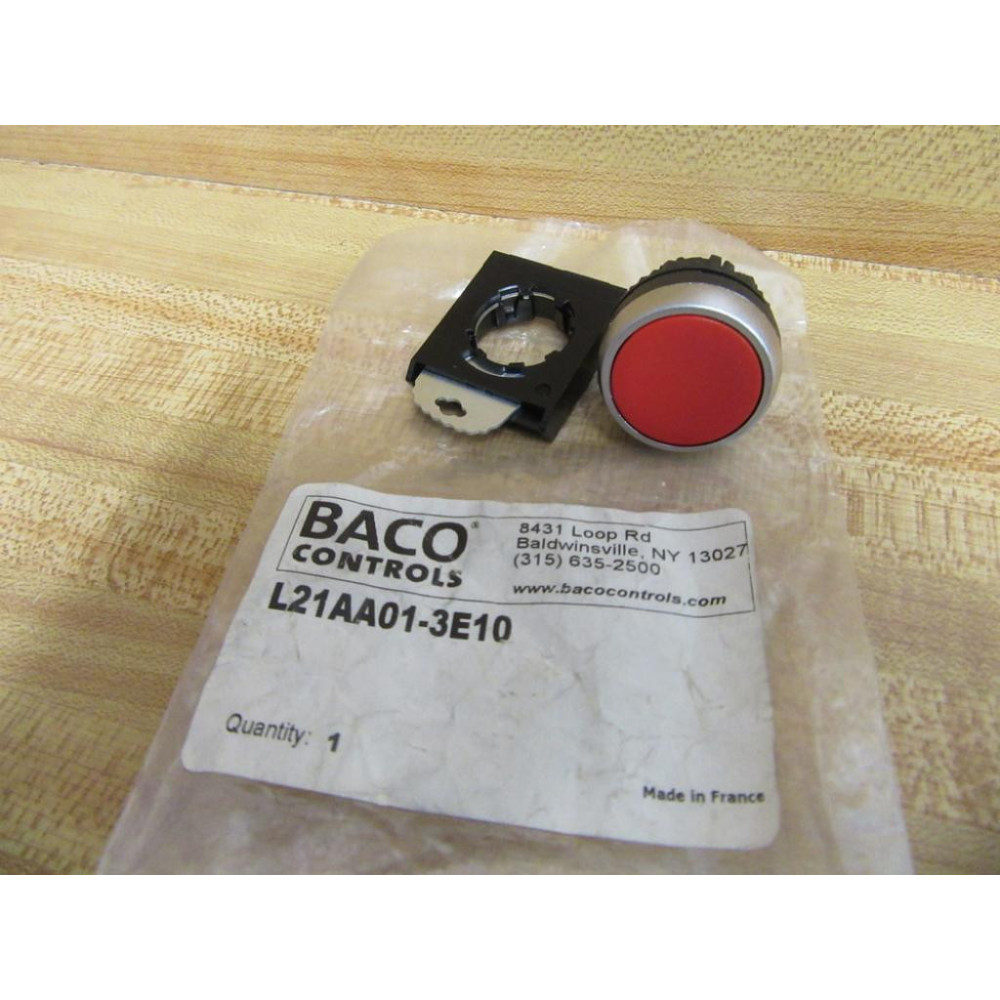 BACO
CONTROLS
8431 Loop Rd
Baldwinsville, NY 13027
(315) 635-2500
www.bacocontrols.com
L21AA01-3E10
Quantity: 1
Made in France